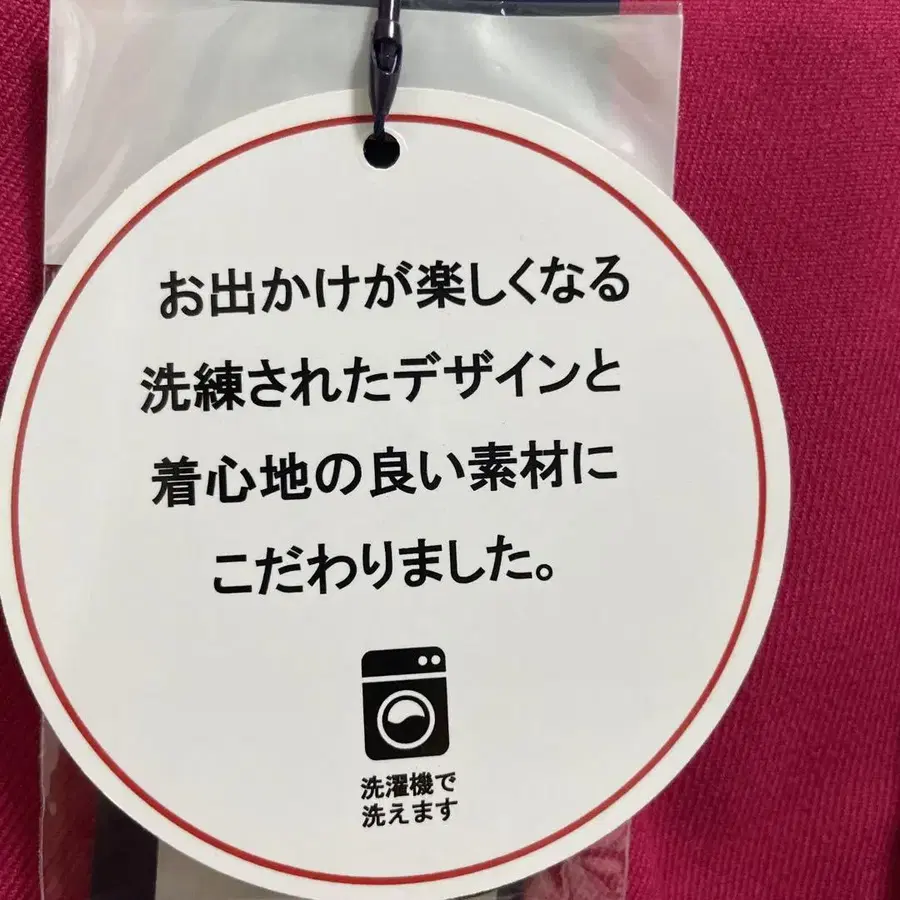 お出かけが楽しくなる
洗練されたデザインと
着心地の良い素材に
こだわりました。
洗濯機で
洗えます